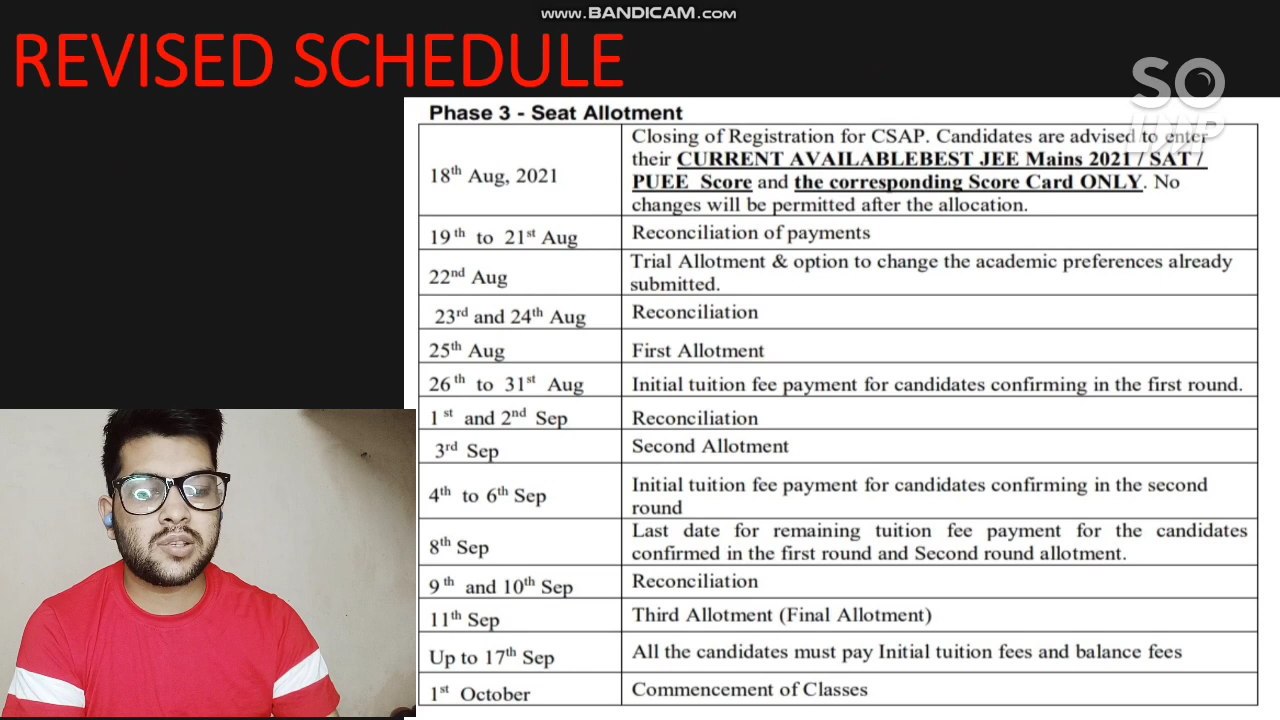 www.BANDICAM.com
REVISED SCHEDULE
SO
Phase 3 - Seat Allotment
18th Aug, 2021
Closing of Registration for CSAP. Candidates are advised to enter
their CURRENT AVAILABLEBEST JEE Mains 2021 / SAT /
PUEE Score and the corresponding Score Card ONLY. No
changes will be permitted after the allocation.
19th to 21st Aug
Reconciliation of payments
22nd Aug
Trial Allotment & option to change the academic preferences already
submitted.
23rd and 24th Aug
Reconciliation
25th Aug
First Allotment
26th to 31st Aug
Initial tuition fee payment for candidates confirming in the first round.
1st and 2nd Sep
Reconciliation
3rd Sep
Second Allotment
4th to 6th Sep
Initial tuition fee payment for candidates confirming in the second
round
8th Sep
Last date for remaining tuition fee payment for the candidates
confirmed in the first round and Second round allotment.
9th and 10th Sep
Reconciliation
11th Sep
Third Allotment (Final Allotment)
Up to 17th Sep
All the candidates must pay Initial tuition fees and balance fees
1st October
Commencement of Classes